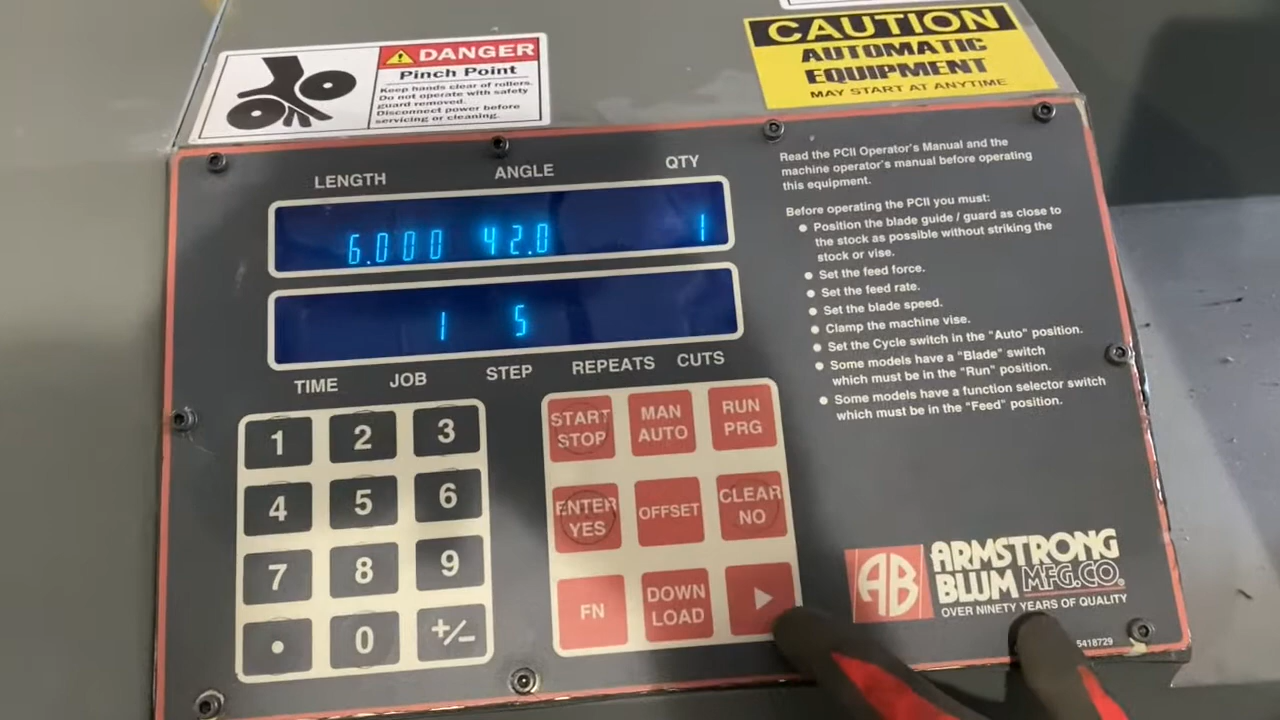 DANGER
Pinch Point
Keep hands clear of rollers.
Do not operate with safety
guard removed.
Disconnect power before
servicing or cleaning.
CAUTION
AUTOMATIC
EQUIPMENT
MAY START AT ANYTIME
LENGTH ANGLE QTY
6.000 42.0 1
1 5
TIME JOB STEP REPEATS CUTS
1 2 3
4 5 6
7 8 9
. 0 +/-
START
STOP
MAN
AUTO
RUN
PRG
ENTER
YES
OFFSET
CLEAR
NO
FN
DOWN
LOAD
Read the PCII Operator's Manual and the
machine operator's manual before operating
this equipment.
Before operating the PCII you must:
● Position the blade guide / guard as close to
the stock as possible without striking the
stock or vise.
● Set the feed force.
● Set the feed rate.
● Set the blade speed.
● Clamp the machine vise.
● Set the Cycle switch in the "Auto" position.
● Some models have a "Blade" switch
which must be in the "Run" position.
● Some models have a function selector switch
which must be in the "Feed" position.
AB
ARMSTRONG
BLUM MFG.CO.®
OVER NINETY YEARS OF QUALITY
5418729